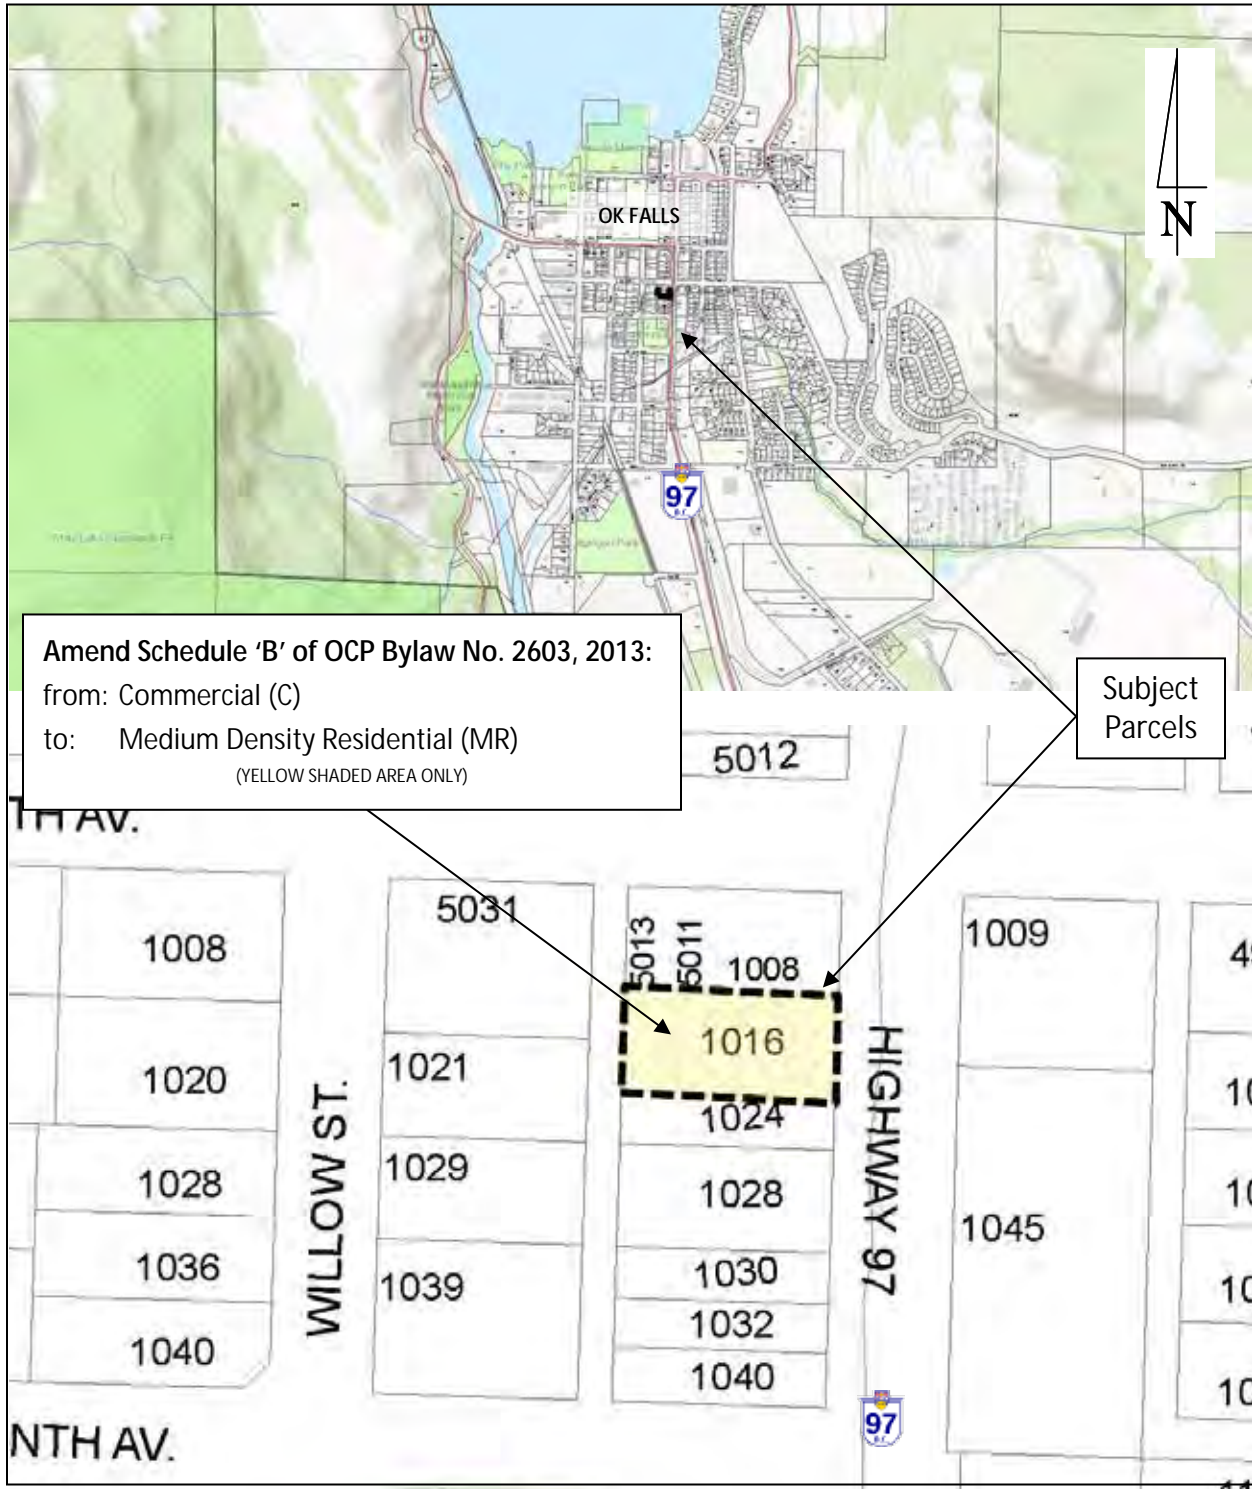 N
OK FALLS
97
Amend Schedule ‘B’ of OCP Bylaw No. 2603, 2013:
from: Commercial (C)
to: Medium Density Residential (MR)
(YELLOW SHADED AREA ONLY)
Subject
Parcels
5012
TH AV.
5031
5013
5011
1008
1009
1008
1016
1021
1020
1024
1029
1028
1028
1045
1030
1036
1039
1032
1040
1040
WILLOW ST.
HIGHWAY 97
97
NTH AV.